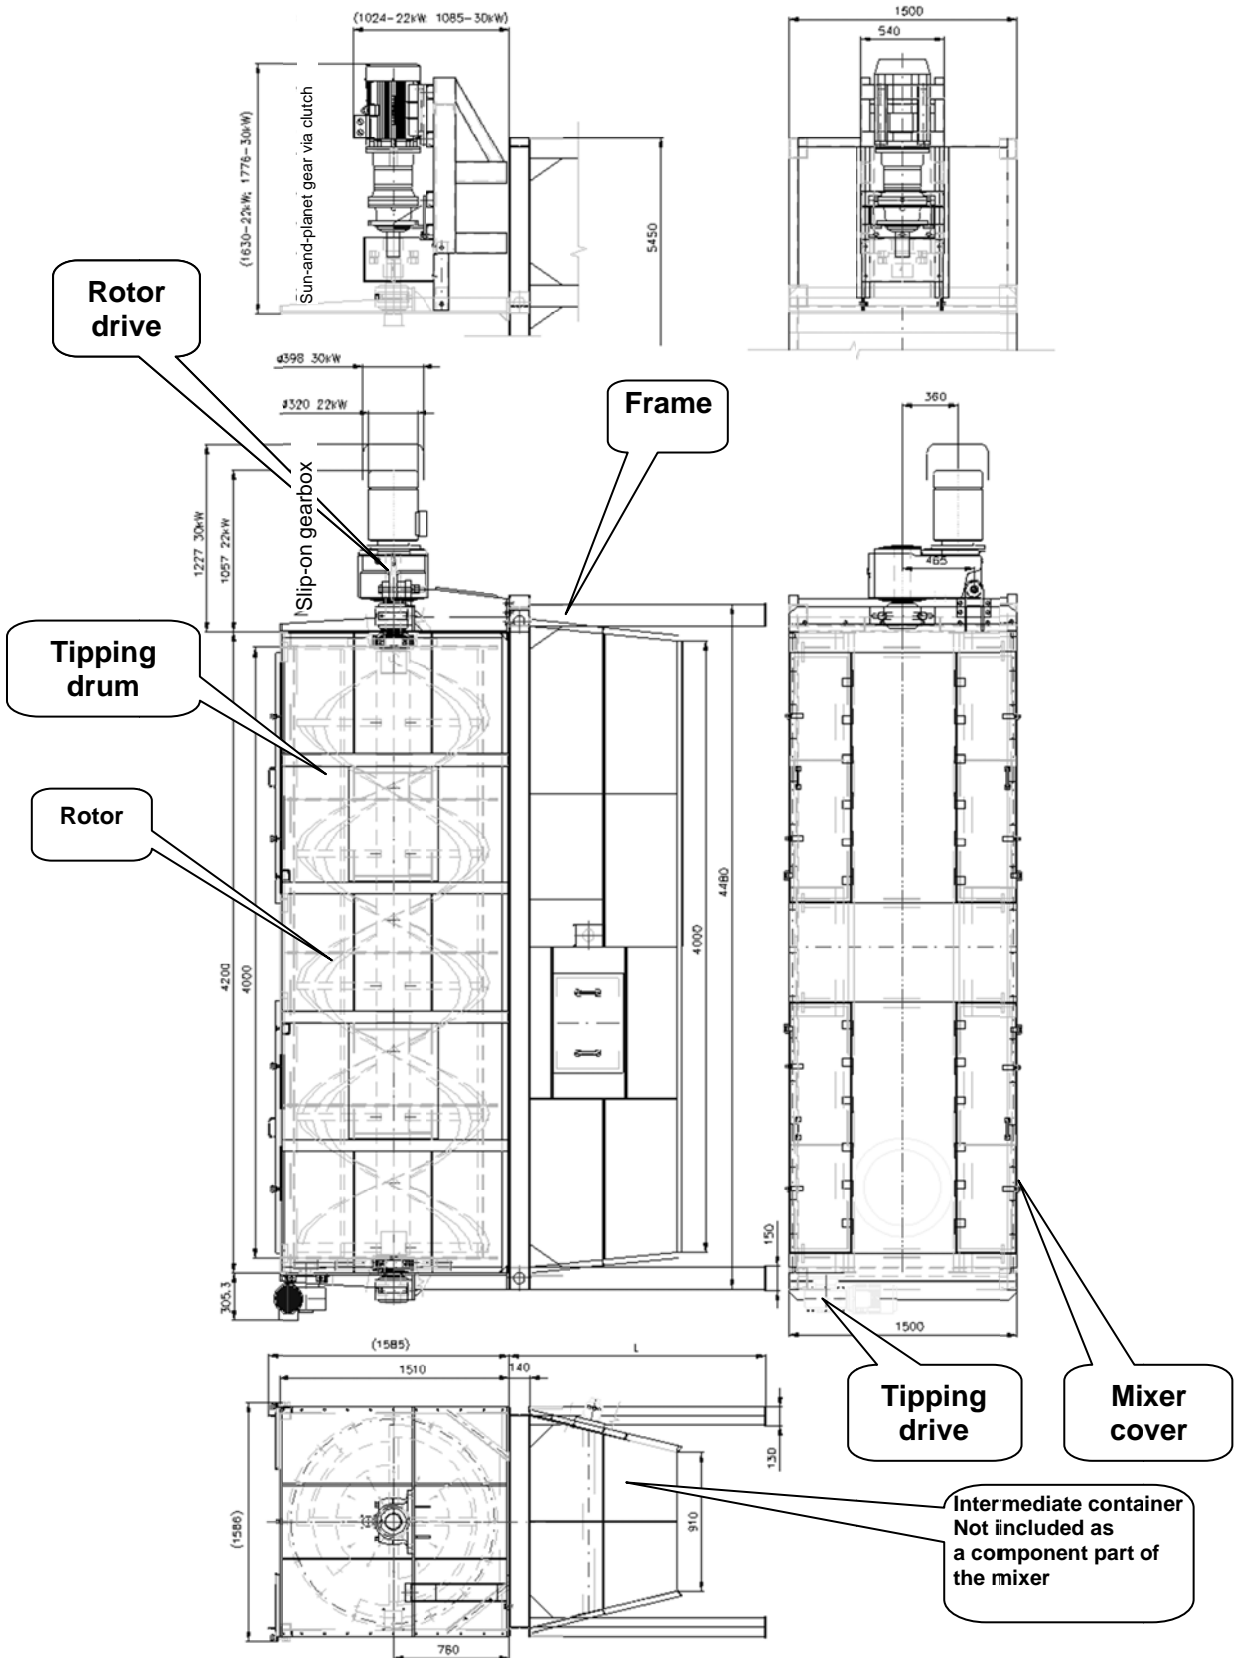 (1024-22kW; 1085-30kW)
1500
540
(1630-22kW; 1776-30kW)
Sun-and-planet gear via clutch
5450
Rotor
drive
ø398 30kW
ø320 22kW
Frame
360
1227 30kW
1057 22kW
Slip-on gearbox
465
Tipping
drum
Rotor
4200
4000
4480
4000
150
305.3
1500
(1585)
L
1510
140
Tipping
drive
Mixer
cover
130
(1586)
910
Intermediate container
Not included as
a component part of
the mixer
760